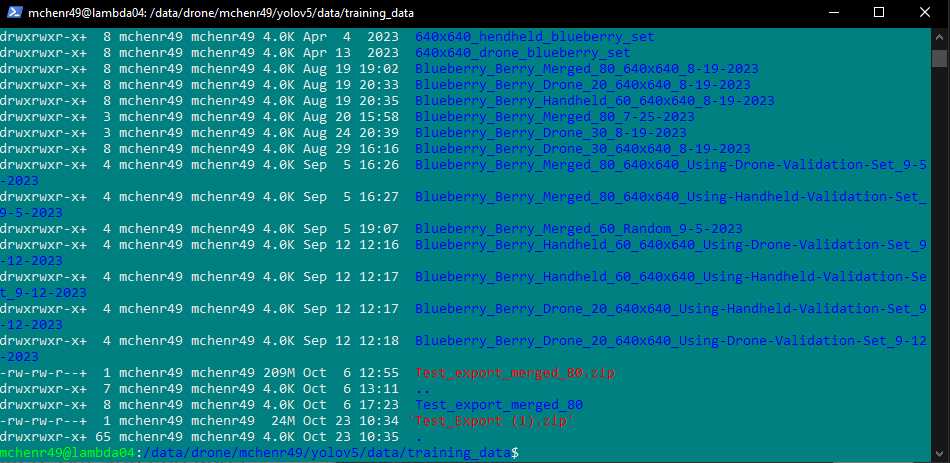 mchenr49@lambda04: /data/drone/mchenr49/yolov5/data/training_data
drwxrwxr-x+  8 mchenr49 mchenr49 4.0K Apr  4  2023  640x640_hendheld_blueberry_set
drwxrwxr-x+  8 mchenr49 mchenr49 4.0K Apr 13  2023  640x640_drone_blueberry_set
drwxrwxr-x+  8 mchenr49 mchenr49 4.0K Aug 19 19:02  Blueberry_Berry_Merged_80_640x640_8-19-2023
drwxrwxr-x+  8 mchenr49 mchenr49 4.0K Aug 19 20:33  Blueberry_Berry_Drone_20_640x640_8-19-2023
drwxrwxr-x+  8 mchenr49 mchenr49 4.0K Aug 19 20:35  Blueberry_Berry_Handheld_60_640x640_8-19-2023
drwxrwxr-x+  3 mchenr49 mchenr49 4.0K Aug 20 15:58  Blueberry_Berry_Merged_80_7-25-2023
drwxrwxr-x+  3 mchenr49 mchenr49 4.0K Aug 24 20:39  Blueberry_Berry_Drone_30_8-19-2023
drwxrwxr-x+  8 mchenr49 mchenr49 4.0K Aug 29 16:16  Blueberry_Berry_Drone_30_640x640_8-19-2023
drwxrwxr-x+  4 mchenr49 mchenr49 4.0K Sep  5 16:26  Blueberry_Berry_Merged_80_640x640_Using-Drone-Validation-Set_9-5
-2023
drwxrwxr-x+  4 mchenr49 mchenr49 4.0K Sep  5 16:27  Blueberry_Berry_Merged_80_640x640_Using-Handheld-Validation-Set_
9-5-2023
drwxrwxr-x+  4 mchenr49 mchenr49 4.0K Sep  5 19:07  Blueberry_Berry_Merged_60_Random_9-5-2023
drwxrwxr-x+  4 mchenr49 mchenr49 4.0K Sep 12 12:16  Blueberry_Berry_Handheld_60_640x640_Using-Drone-Validation-Set_9
-12-2023
drwxrwxr-x+  4 mchenr49 mchenr49 4.0K Sep 12 12:17  Blueberry_Berry_Handheld_60_640x640_Using-Handheld-Validation-Se
t_9-12-2023
drwxrwxr-x+  4 mchenr49 mchenr49 4.0K Sep 12 12:17  Blueberry_Berry_Drone_20_640x640_Using-Handheld-Validation-Set_9
-12-2023
drwxrwxr-x+  4 mchenr49 mchenr49 4.0K Sep 12 12:18  Blueberry_Berry_Drone_20_640x640_Using-Drone-Validation-Set_9-12
-2023
-rw-rw-r--+  1 mchenr49 mchenr49 209M Oct  6 12:55  Test_export_merged_80.zip
drwxrwxr-x+  7 mchenr49 mchenr49 4.0K Oct  6 13:11  ..
drwxrwxr-x+  8 mchenr49 mchenr49 4.0K Oct  6 17:23  Test_export_merged_80
-rw-rw-r--+  1 mchenr49 mchenr49  24M Oct 23 10:34 'Test_Export (1).zip'
drwxrwxr-x+ 65 mchenr49 mchenr49 4.0K Oct 23 10:35  .
mchenr49@lambda04:/data/drone/mchenr49/yolov5/data/training_data$